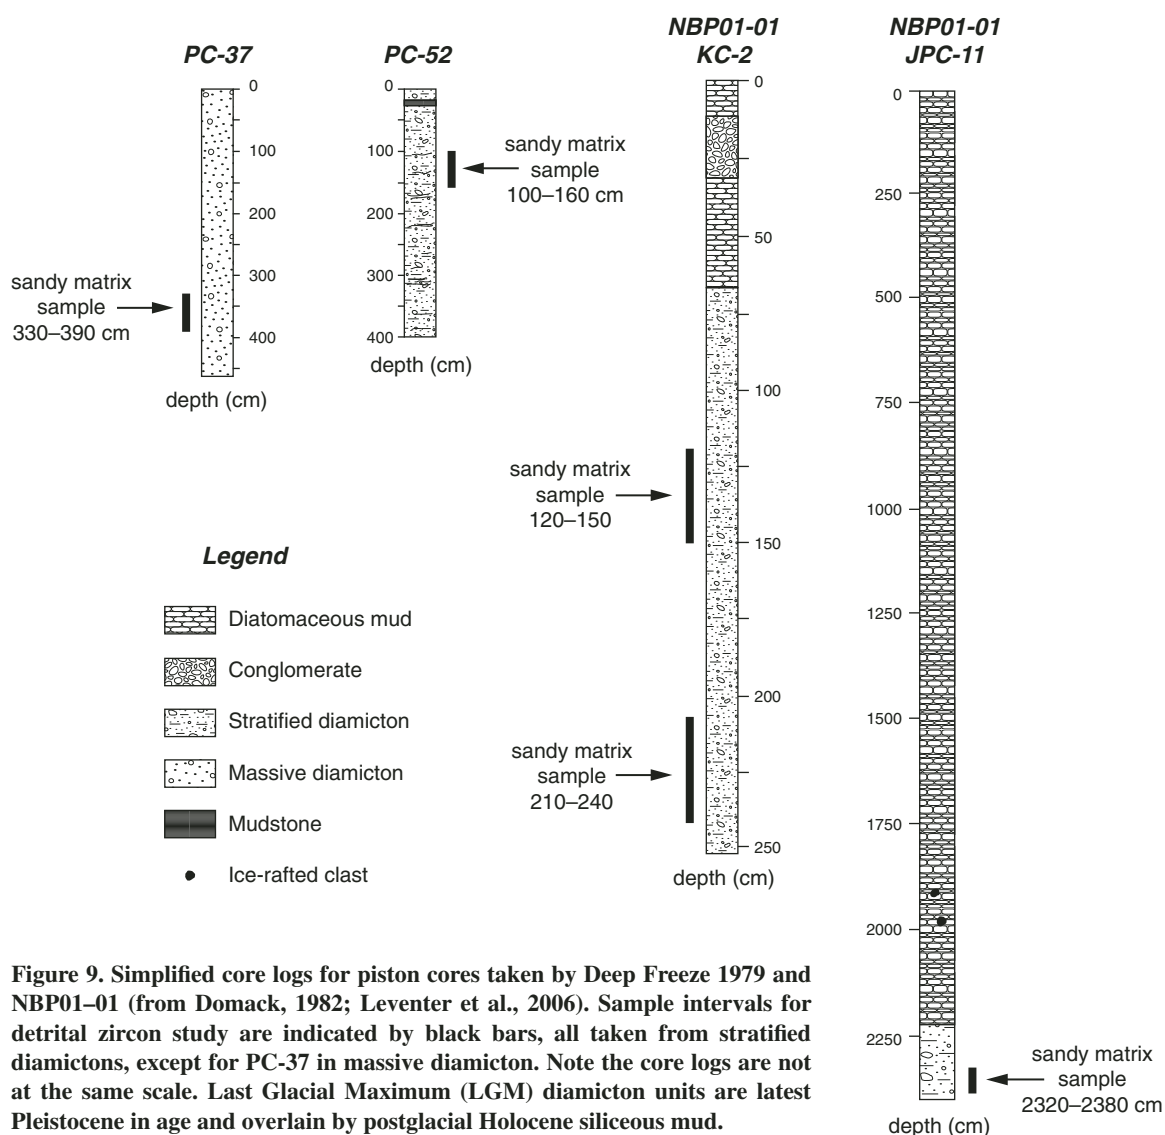 PC-37
0
100
200
300
400
sandy matrix
sample
330–390 cm
depth (cm)
PC-52
0
100
200
300
400
sandy matrix
sample
100–160 cm
depth (cm)
NBP01-01
KC-2
0
50
100
150
200
250
sandy matrix
sample
120–150
sandy matrix
sample
210–240
depth (cm)
NBP01-01
JPC-11
0
250
500
750
1000
1250
1500
1750
2000
2250
sandy matrix
sample
2320–2380 cm
depth (cm)
Legend
Diatomaceous mud
Conglomerate
Stratified diamicton
Massive diamicton
Mudstone
Ice-rafted clast
Figure 9. Simplified core logs for piston cores taken by Deep Freeze 1979 and
NBP01–01 (from Domack, 1982; Leventer et al., 2006). Sample intervals for
detrital zircon study are indicated by black bars, all taken from stratified
diamictons, except for PC-37 in massive diamicton. Note the core logs are not
at the same scale. Last Glacial Maximum (LGM) diamicton units are latest
Pleistocene in age and overlain by postglacial Holocene siliceous mud.